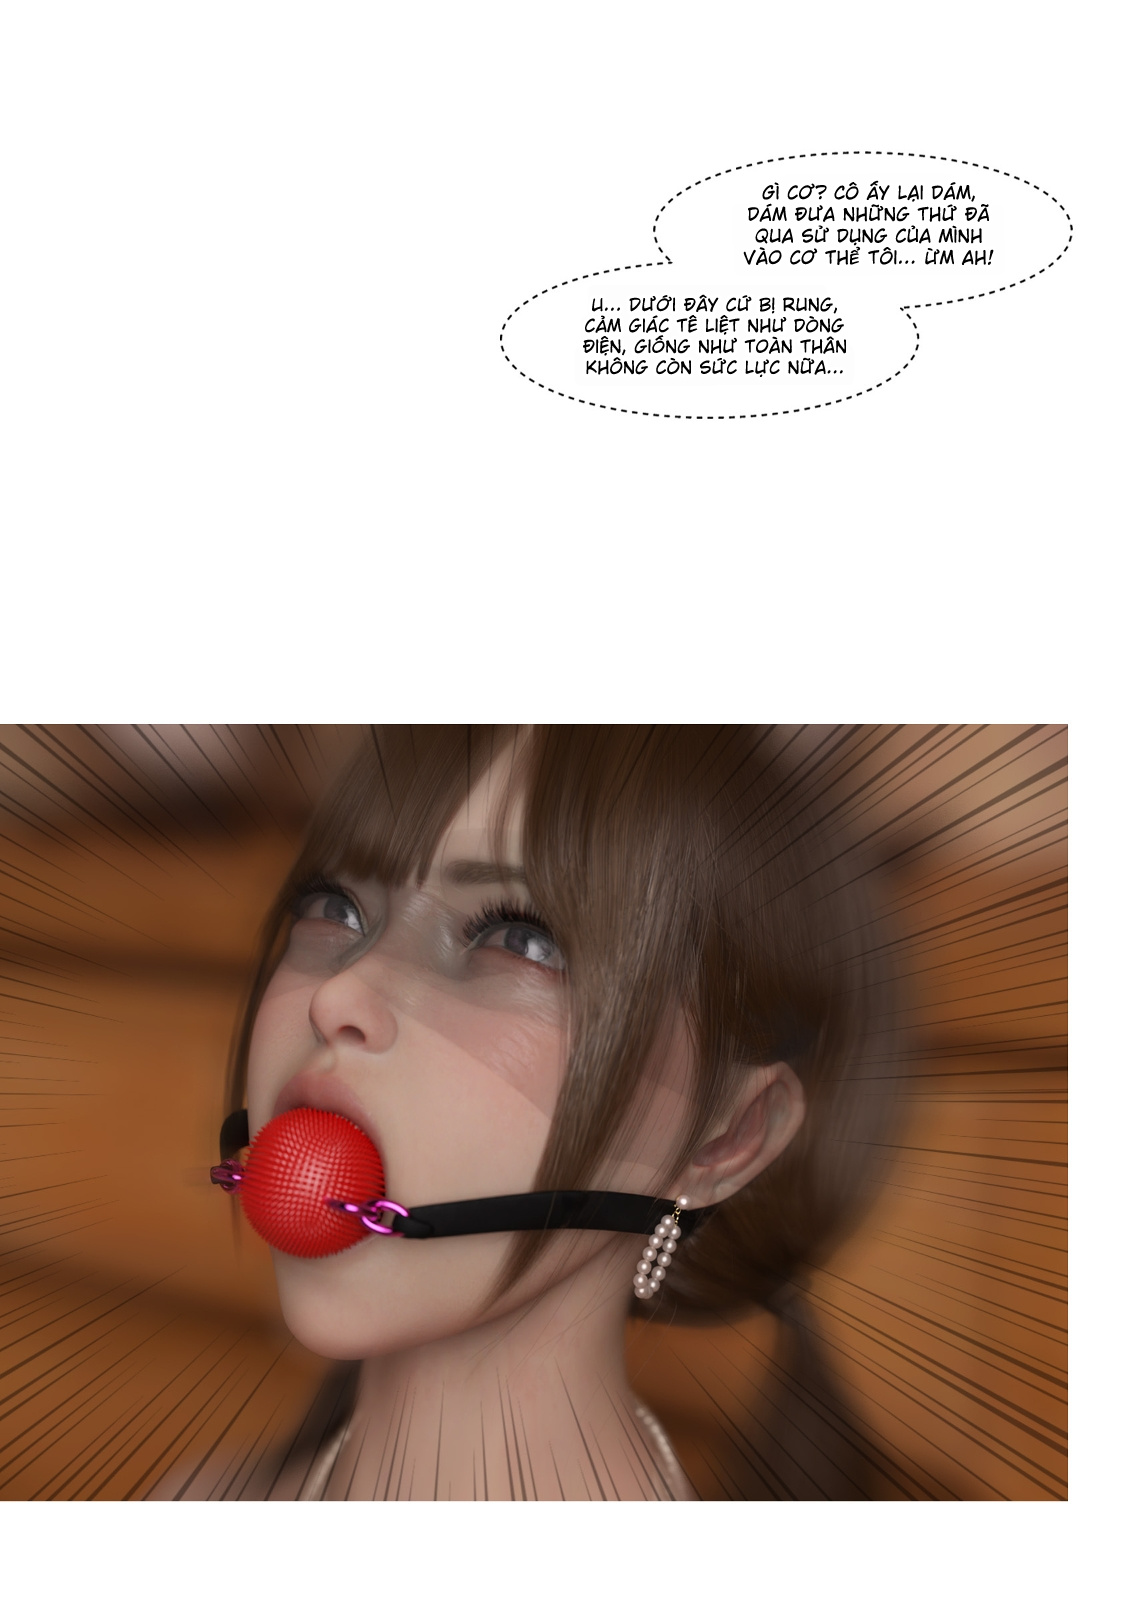 GÌ CƠ? CÔ ẤY LẠI DÁM,
DÁM ĐƯA NHỮNG THỨ ĐÃ
QUA SỬ DỤNG CỦA MÌNH
VÀO CƠ THỂ TÔI... ỪM AH!
U... DƯỚI ĐÂY CỨ BỊ RUNG,
CẢM GIÁC TÊ LIỆT NHƯ DÒNG
ĐIỆN, GIỐNG NHƯ TOÀN THÂN
KHÔNG CÒN SỨC LỰC NỮA...